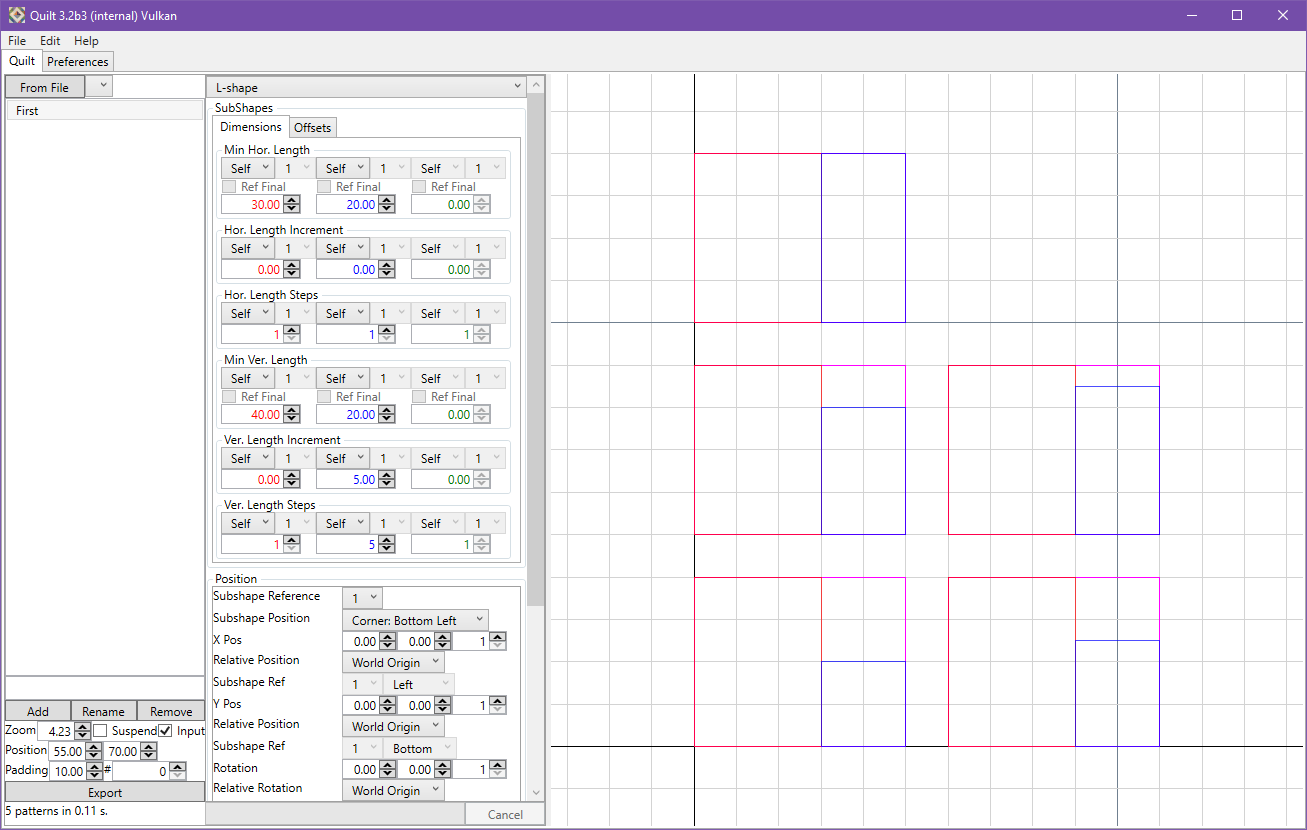 Quilt 3.2b3 (internal) Vulkan
File Edit Help
Quilt Preferences
From File
First
L-shape
SubShapes
Dimensions Offsets
Min Hor. Length
Self 1 Self 1 Self 1
Ref Final Ref Final Ref Final
30.00 20.00 0.00
Hor. Length Increment
Self 1 Self 1 Self 1
0.00 0.00 0.00
Hor. Length Steps
Self 1 Self 1 Self 1
1 1 1
Min Ver. Length
Self 1 Self 1 Self 1
Ref Final Ref Final Ref Final
40.00 20.00 0.00
Ver. Length Increment
Self 1 Self 1 Self 1
0.00 5.00 0.00
Ver. Length Steps
Self 1 Self 1 Self 1
1 5 1
Position
Subshape Reference 1
Subshape Position Corner: Bottom Left
X Pos 0.00 0.00 1
Relative Position World Origin
Subshape Ref 1 Left
Y Pos 0.00 0.00 1
Relative Position World Origin
Subshape Ref 1 Bottom
Rotation 0.00 0.00 1
Relative Rotation World Origin
Cancel
Add Rename Remove
Zoom 4.23 Suspend Input
Position 55.00 70.00
Padding 10.00 # 0
Export
5 patterns in 0.11 s.